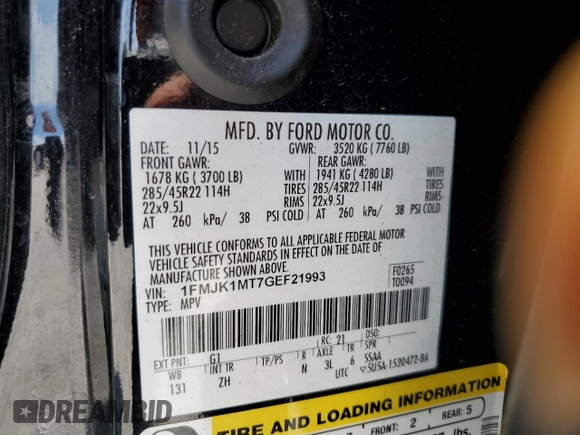 MFD. BY FORD MOTOR CO.
DATE: 11/15 GVWR: 3520 KG ( 7760 LB)
FRONT GAWR: REAR GAWR:
1678 KG ( 3700 LB) WITH 1941 KG ( 4280 LB) WITH
285/45R22 114H TIRES 285/45R22 114H TIRES
22x9.5J RIMS 22x9.5J RIMS
AT 260 kPa/ 38 PSI COLD AT 260 kPa/ 38 PSI COLD
THIS VEHICLE CONFORMS TO ALL APPLICABLE FEDERAL MOTOR
VEHICLE SAFETY STANDARDS IN EFFECT ON THE DATE OF
MANUFACTURE SHOWN ABOVE.
VIN: 1FMJK1MT7GEF21993 F0265
TYPE: MPV T0094
EXT PNT: G1 RC: 21 DSO:
WB INT TR TP/PS R AXLE TR SPR
131 ZH N 3L 6 SSAA
UTC 5U5A-1520472-BA
TIRE AND LOADING INFORMATION
FRONT: 2 REAR: 5
lbs.
DREAMBID